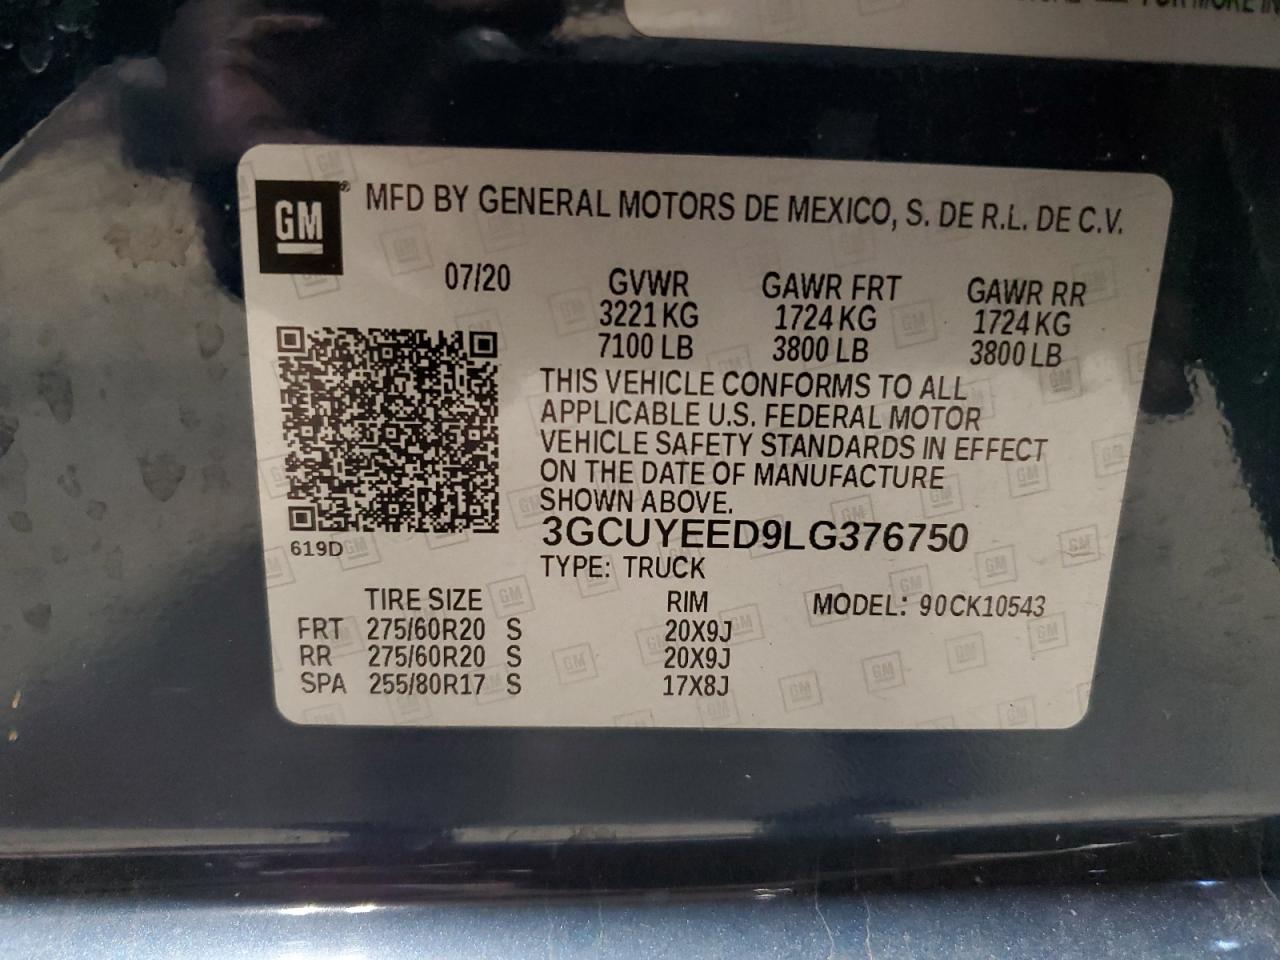 FOR MORE IN
GM®
MFD BY GENERAL MOTORS DE MEXICO, S. DE R.L. DE C.V.
07/20
GVWR GAWR FRT GAWR RR
3221 KG 1724 KG 1724 KG
7100 LB 3800 LB 3800 LB
THIS VEHICLE CONFORMS TO ALL
APPLICABLE U.S. FEDERAL MOTOR
VEHICLE SAFETY STANDARDS IN EFFECT
ON THE DATE OF MANUFACTURE
SHOWN ABOVE.
3GCUYEED9LG376750
619D
TYPE: TRUCK
TIRE SIZE RIM MODEL: 90CK10543
FRT 275/60R20 S 20X9J
RR 275/60R20 S 20X9J
SPA 255/80R17 S 17X8J